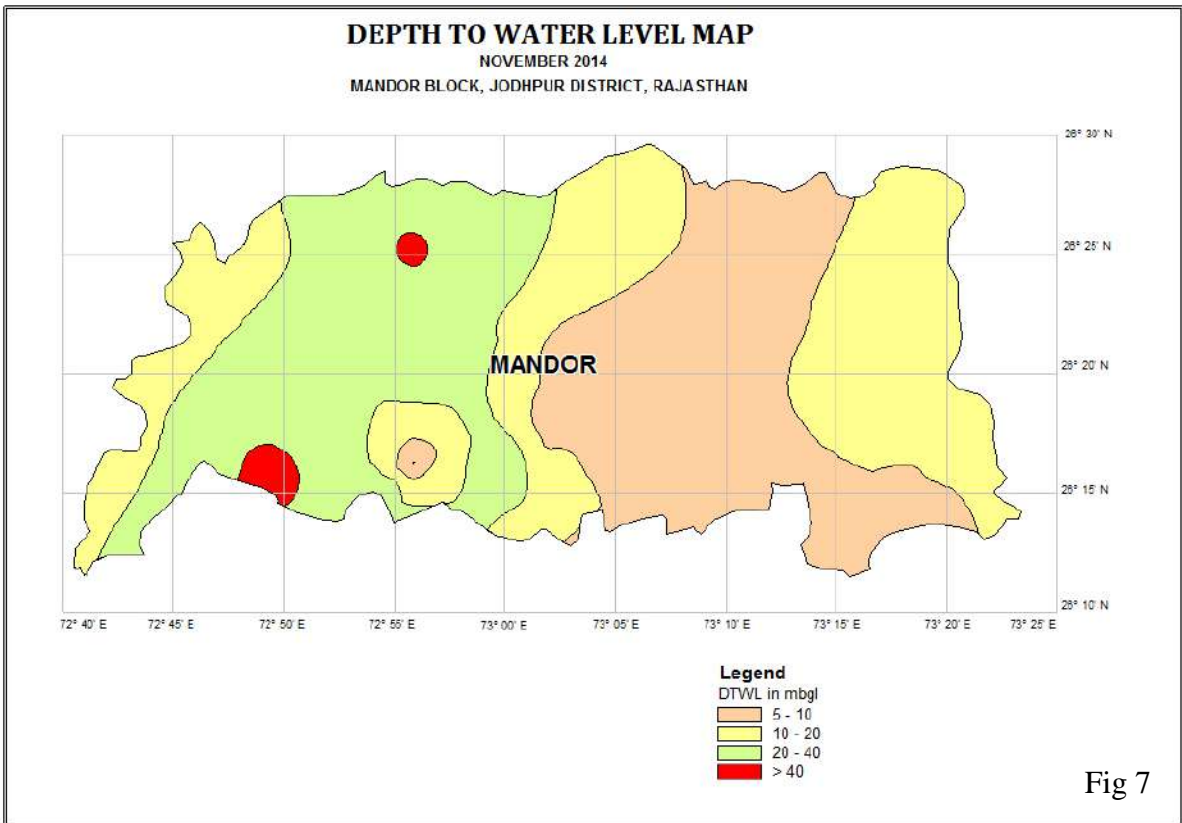 DEPTH TO WATER LEVEL MAP
NOVEMBER 2014
MANDOR BLOCK, JODHPUR DISTRICT, RAJASTHAN
26° 30' N
26° 25' N
MANDOR
26° 20' N
26° 15' N
26° 10' N
72° 40' E 72° 45' E 72° 50' E 72° 55' E 73° 00' E 73° 05' E 73° 10' E 73° 15' E 73° 20' E 73° 25' E
Legend
DTWL in mbgl
5 - 10
10 - 20
20 - 40
> 40
Fig 7